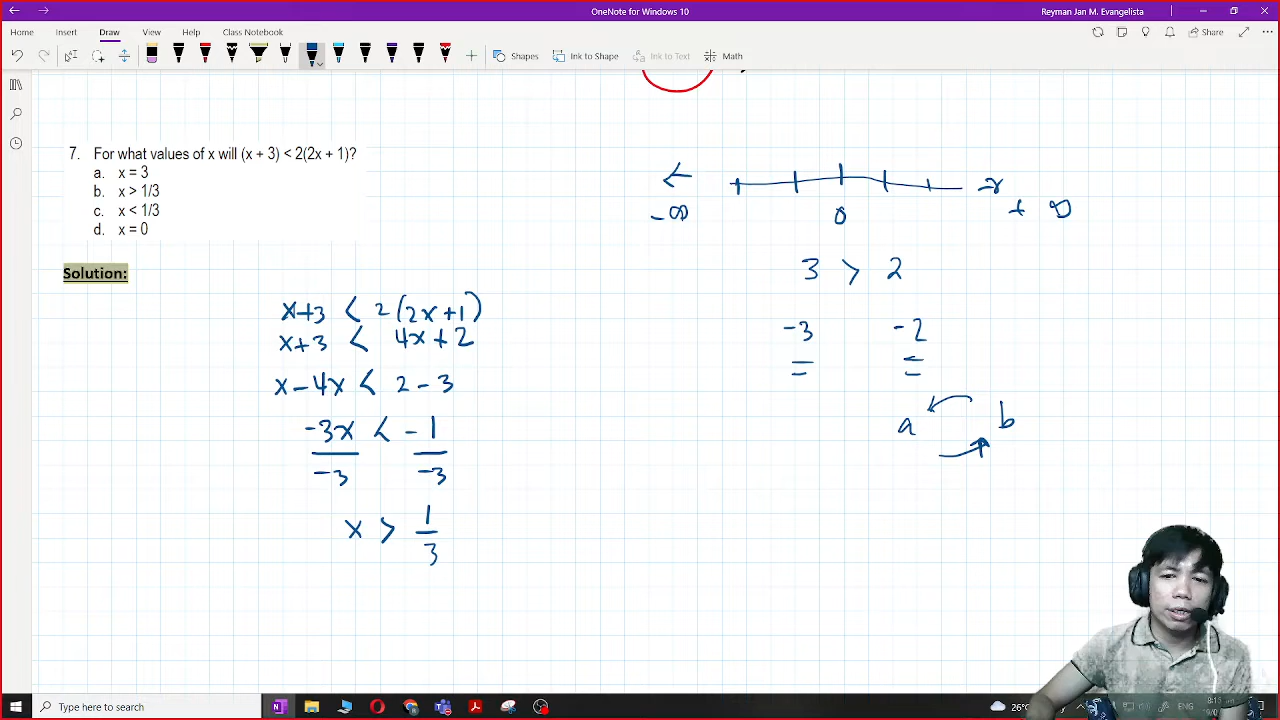 OneNote for Windows 10
Reyman Jan M. Evangelista
Home Insert Draw View Help Class Notebook
Share
Shapes Ink to Shape Ink to Text Math
7. For what values of x will (x + 3) < 2(2x + 1)?
a. x = 3
b. x > 1/3
c. x < 1/3
d. x = 0
Solution:
x+3 < 2(2x+1)
x+3 < 4x+2
x-4x < 2-3
-3x < -1
-3 -3
x > 1/3
-∞ 0 + ∞
3 > 2
-3 -2
a b
Type here to search
26°
ENG